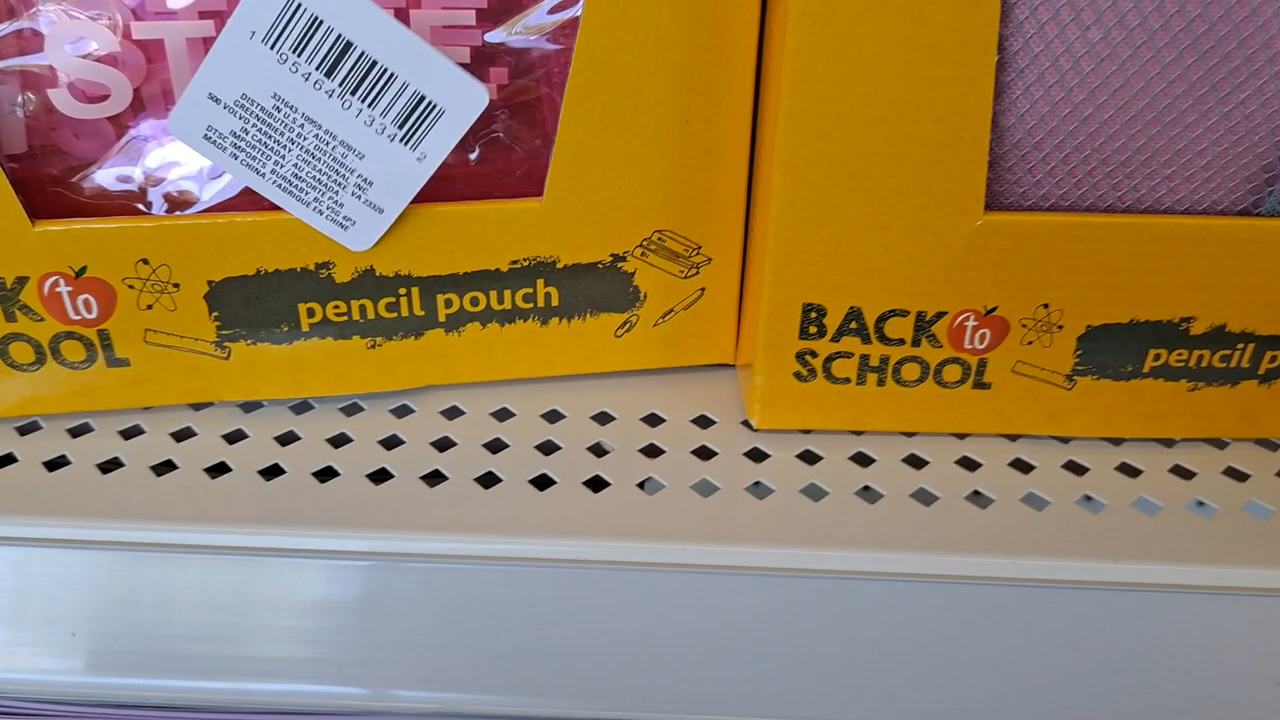 ST
1 95464 01334 2
331643-10959-016-020122
IN U.S.A. / AUX É.-U. :
DISTRIBUTED BY / DISTRIBUÉ PAR
GREENBRIER INTERNATIONAL, INC.
500 VOLVO PARKWAY, CHESAPEAKE, VA 23320
IN CANADA / AU CANADA:
IMPORTED BY / IMPORTÉ PAR
DTSC IMPORTS, BURNABY, BC V5G 4P3
MADE IN CHINA / FABRIQUÉ EN CHINE
K to
OOL
pencil pouch
BACK to
SCHOOL
pencil p